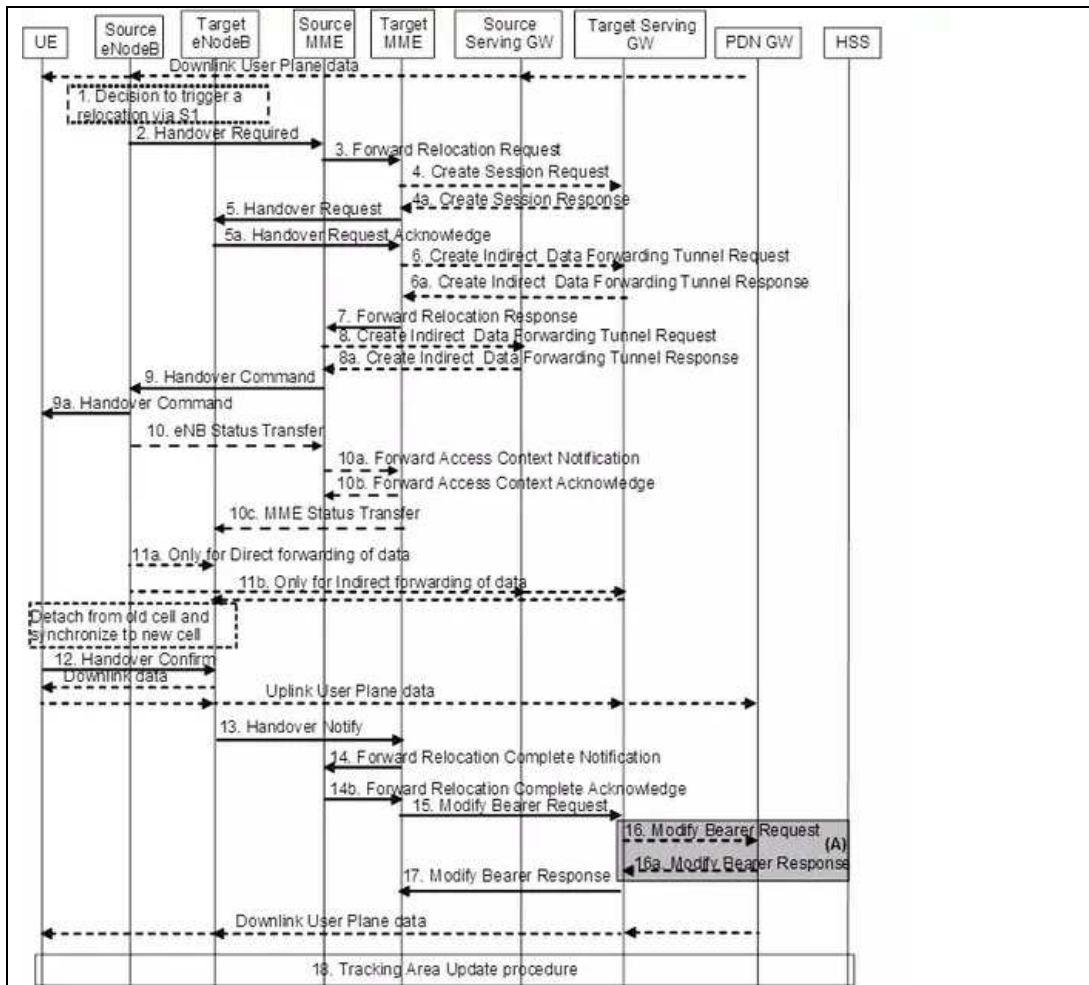 UE
Source
eNodeB
Target
eNodeB
Source
MME
Target
MME
Source
Serving GW
Target Serving
GW
PDN GW
HSS
Downlink User Plane data
1. Decision to trigger a
relocation via S1
2. Handover Required
3. Forward Relocation Request
4. Create Session Request
4a. Create Session Response
5. Handover Request
5a. Handover Request Acknowledge
6. Create Indirect Data Forwarding Tunnel Request
6a. Create Indirect Data Forwarding Tunnel Response
7. Forward Relocation Response
8. Create Indirect Data Forwarding Tunnel Request
8a. Create Indirect Data Forwarding Tunnel Response
9. Handover Command
9a. Handover Command
10. eNB Status Transfer
10a. Forward Access Context Notification
10b. Forward Access Context Acknowledge
10c. MME Status Transfer
11a. Only for Direct forwarding of data
11b. Only for Indirect forwarding of data
Detach from old cell and
synchronize to new cell
12. Handover Confirm
Downlink data
Uplink User Plane data
13. Handover Notify
14. Forward Relocation Complete Notification
14b. Forward Relocation Complete Acknowledge
15. Modify Bearer Request
16. Modify Bearer Request
(A)
16a. Modify Bearer Response
17. Modify Bearer Response
Downlink User Plane data
18. Tracking Area Update procedure